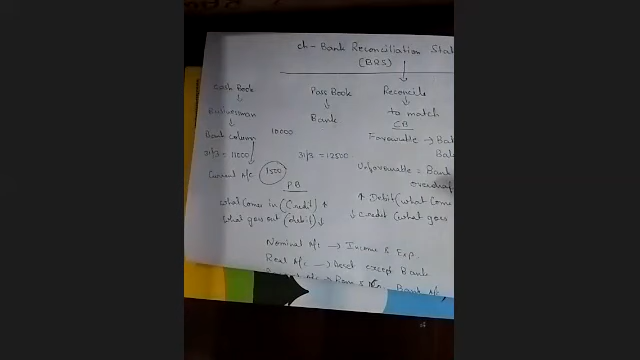 ch- Bank Reconciliation Stat
(BRS)
Cash Book Pass Book Reconcile
Businessman Bank to match
Bank column 10000 CB
Favourable → Bal
31/3 = 11000 31/3 = 12500 Bal
Current A/c 1500 Unfavourable = Bank
PB overdraf
What comes in (Credit) ↑ ↑ Debit (what come
What goes out (debit) ↓ ↓ Credit (what goes
Nominal A/c → Income & Exp.
Real A/c → Asset except Bank
Bank A/c